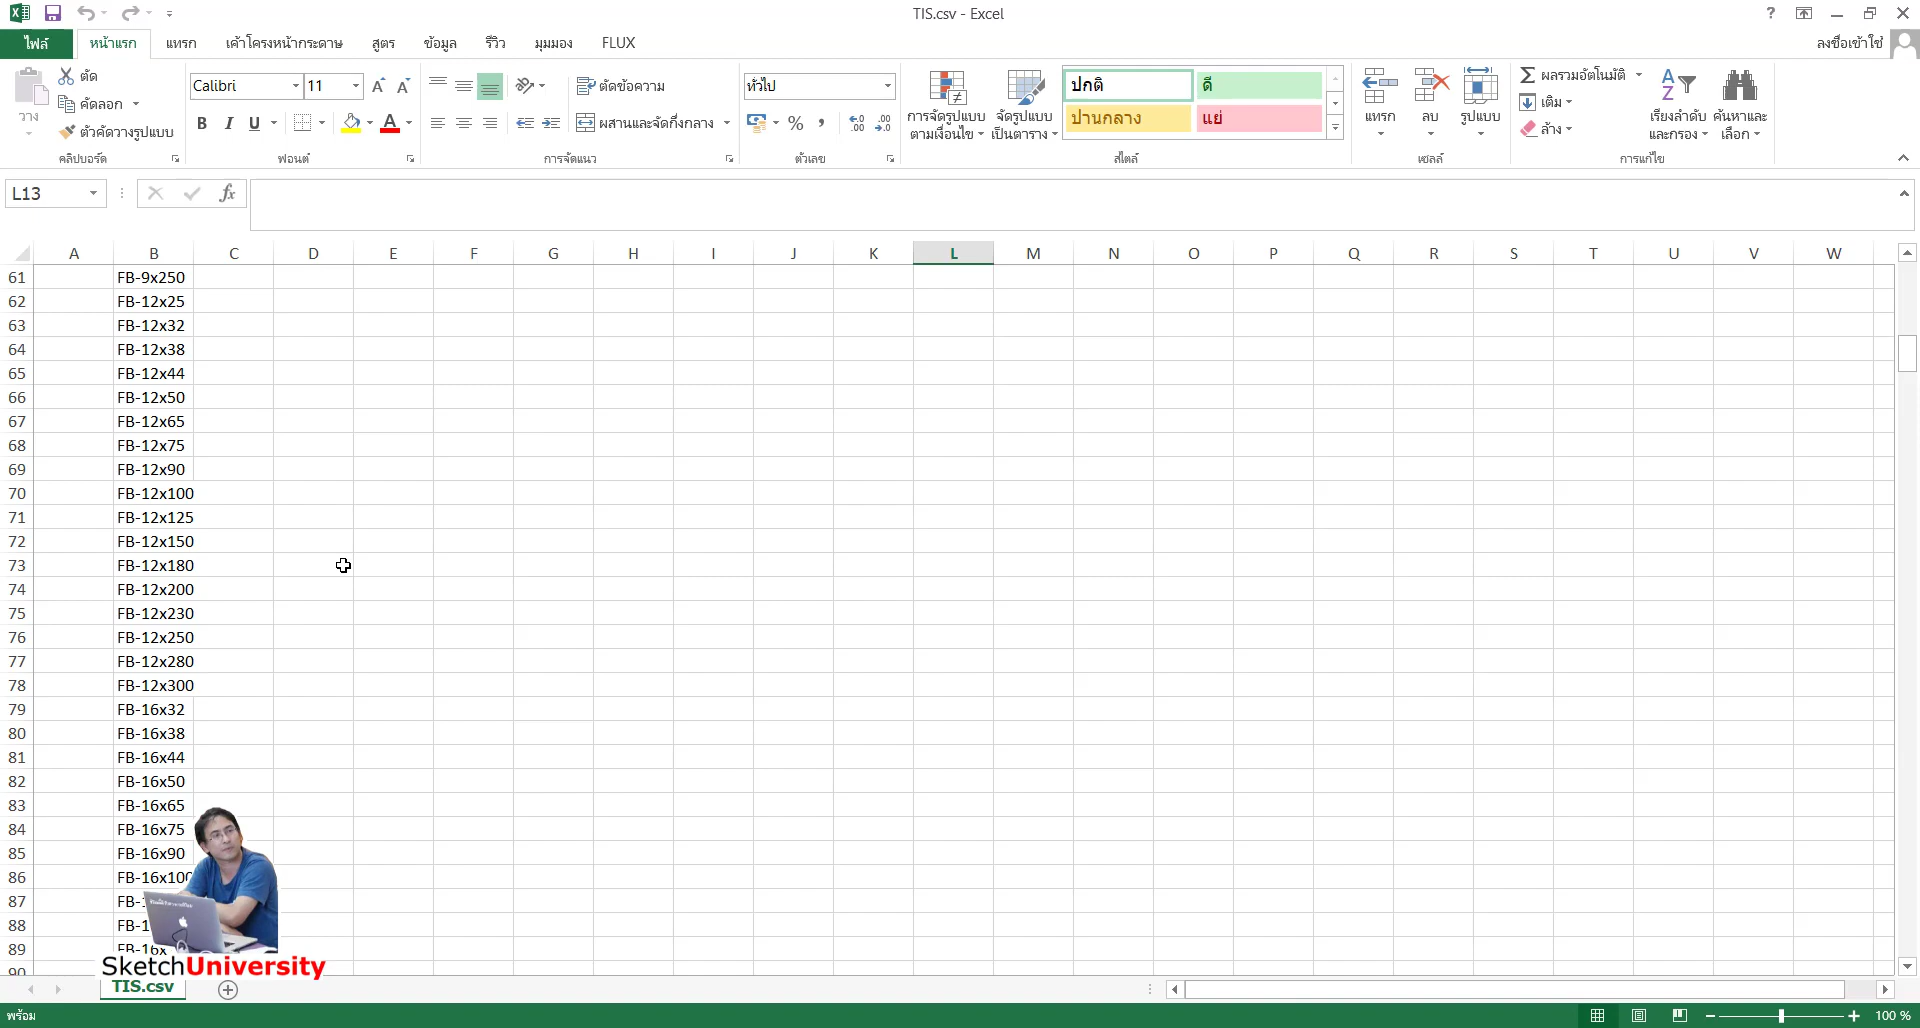 TIS.csv - Excel
ไฟล์ หน้าแรก แทรก เค้าโครงหน้ากระดาษ สูตร ข้อมูล รีวิว มุมมอง FLUX
ลงชื่อเข้าใช้
วาง
ตัด
คัดลอก
ตัวคัดวางรูปแบบ
คลิปบอร์ด
Calibri 11
B I U
ฟอนต์
ตัดข้อความ
ผสานและจัดกึ่งกลาง
การจัดแนว
ทั่วไป
ตัวเลข
การจัดรูปแบบ
ตามเงื่อนไข
จัดรูปแบบ
เป็นตาราง
ปกติ ดี
ปานกลาง แย่
สไตล์
แทรก ลบ รูปแบบ
เซลล์
ผลรวมอัตโนมัติ
เติม
ล้าง
เรียงลำดับ
และกรอง
ค้นหาและ
เลือก
การแก้ไข
L13
fx
A B C D E F G H I J K L M N O P Q R S T U V W
61 FB-9x250
62 FB-12x25
63 FB-12x32
64 FB-12x38
65 FB-12x44
66 FB-12x50
67 FB-12x65
68 FB-12x75
69 FB-12x90
70 FB-12x100
71 FB-12x125
72 FB-12x150
73 FB-12x180
74 FB-12x200
75 FB-12x230
76 FB-12x250
77 FB-12x280
78 FB-12x300
79 FB-16x32
80 FB-16x38
81 FB-16x44
82 FB-16x50
83 FB-16x65
84 FB-16x75
85 FB-16x90
86 FB-16x100
87
88
89
90
SketchUniversity
TIS.csv
พร้อม
100 %